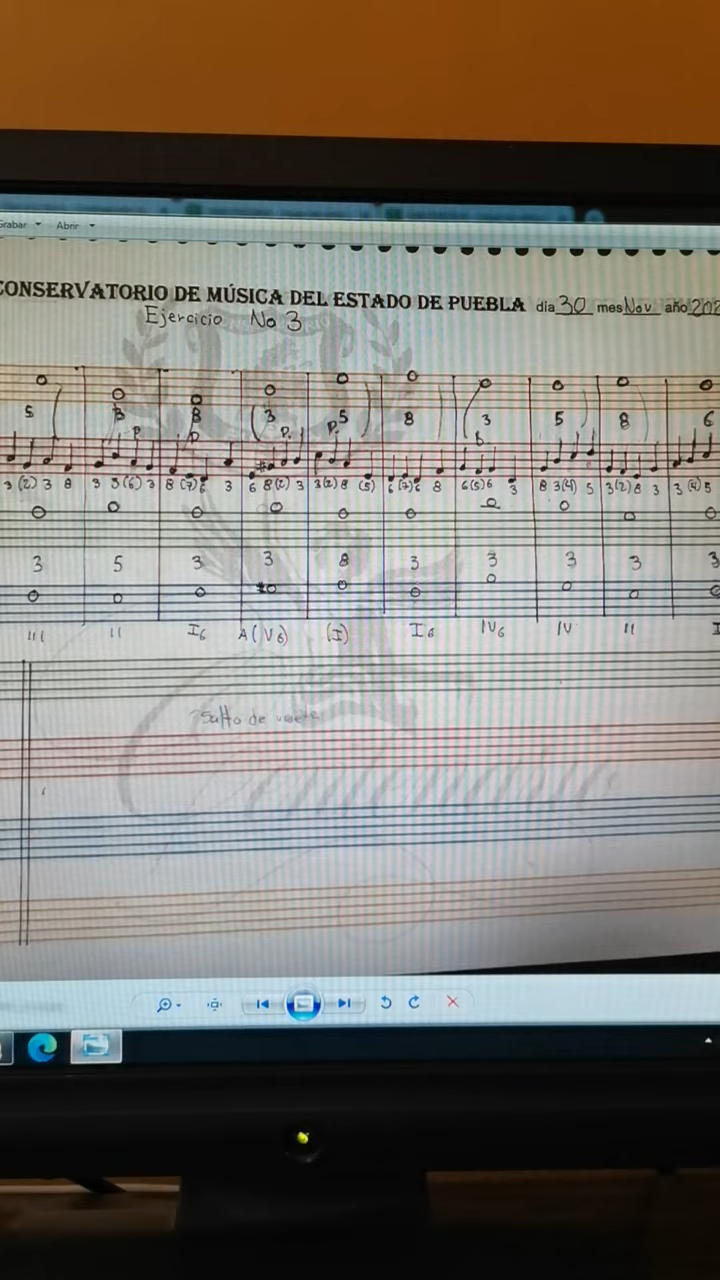 Grabar Abrir
CONSERVATORIO DE MÚSICA DEL ESTADO DE PUEBLA dia 30 mes Nov año 202
Ejercicio No 3
5 3 8 (3 5 8 3 5 8 6
P P P. P. b
3 (2) 3 8 3 5 (6) 3 8 (7) 6 3 6 8(2) 3 3(2) 8 (5) 6 (7)6 8 6(5)6 3 8 3(4) 5 3(2)8 3 3 (4) 5
3 5 3 3 8 3 3 3 3 3
III II I6 A(V6) (I) I6 IV6 IV II I
Salto de